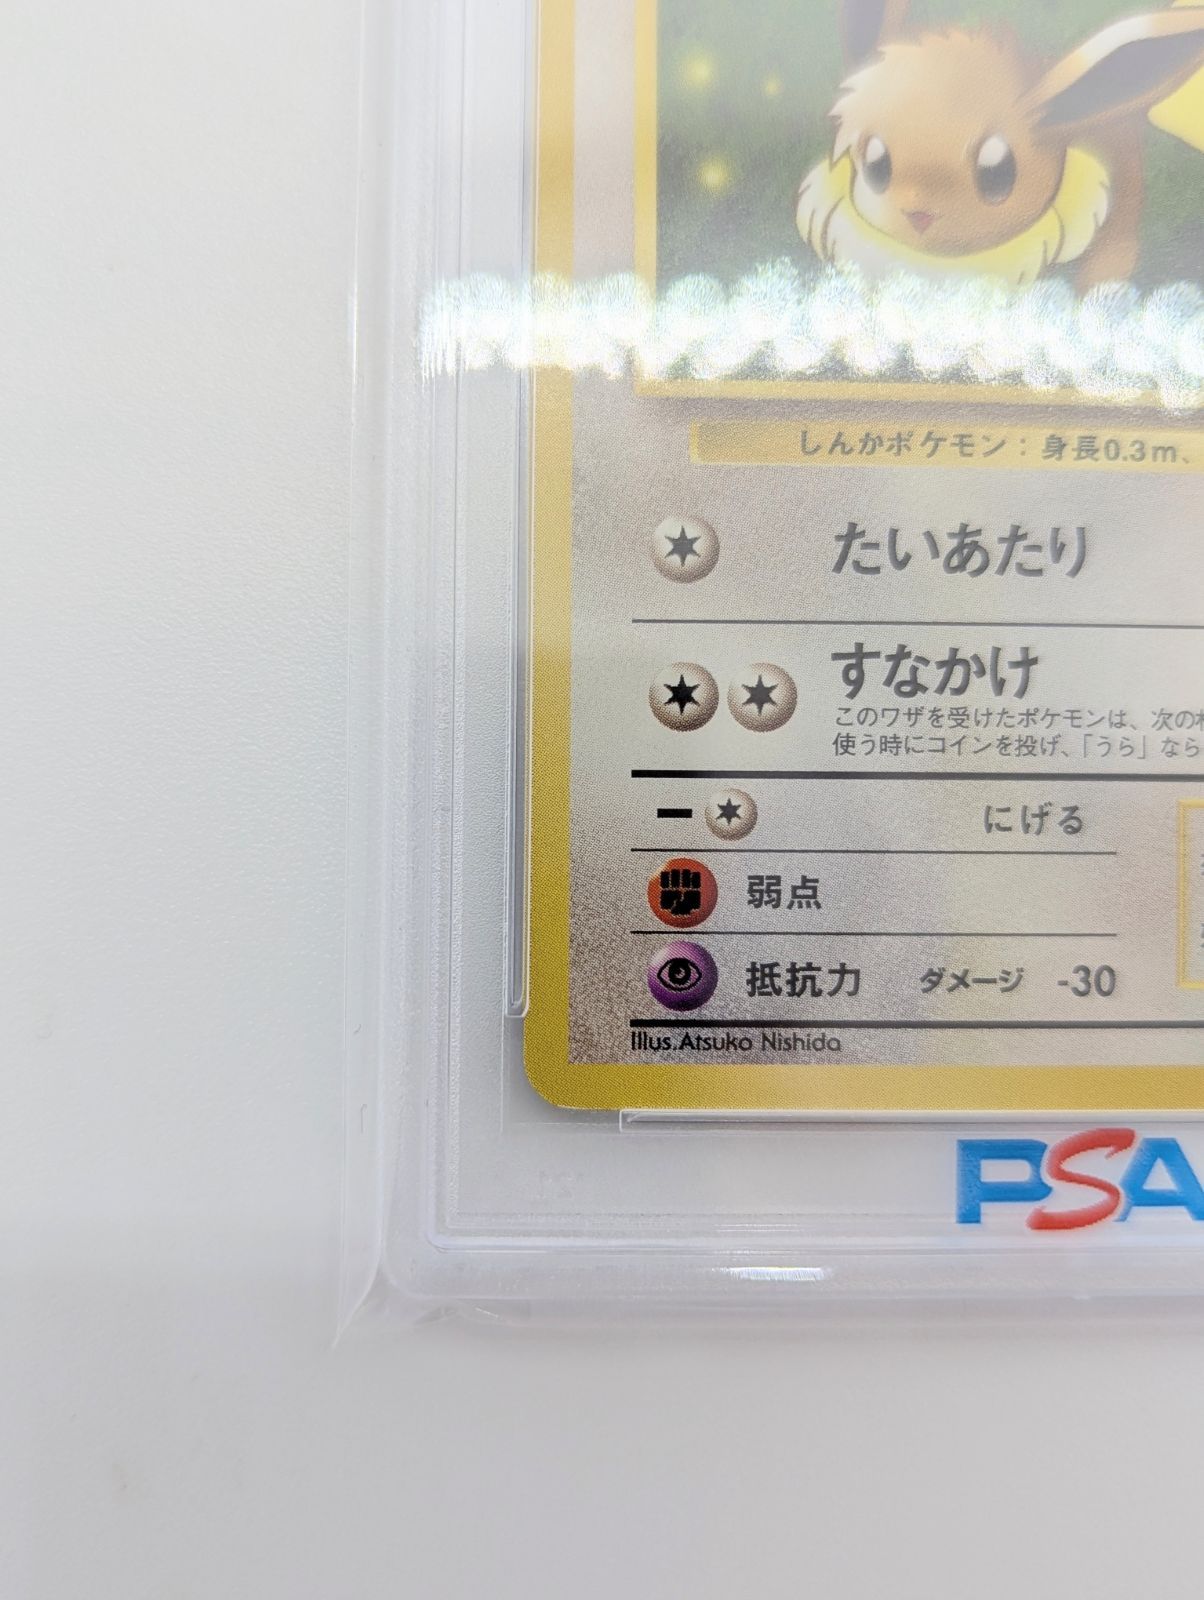 しんかポケモン：身長0.3m、
たいあたり
すなかけ
このワザを受けたポケモンは、次の
使う時にコインを投げ、「うら」なら
にげる
弱点
抵抗力 ダメージ -30
Illus.Atsuko Nishida
PSA